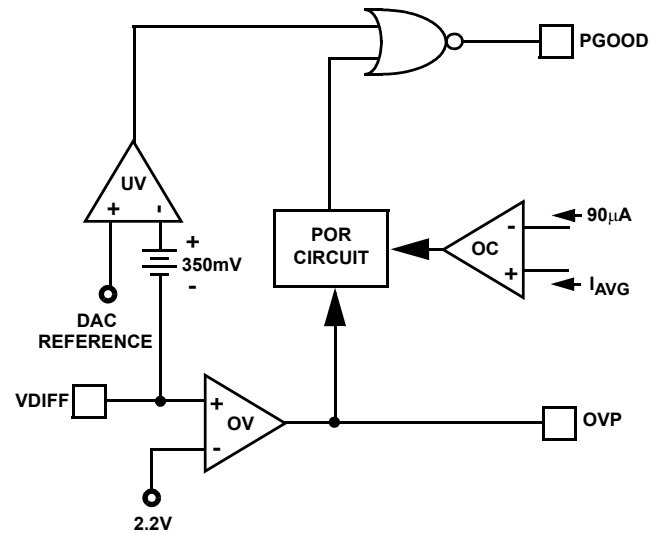 PGOOD
UV
+
-
+
350mV
-
DAC
REFERENCE
POR
CIRCUIT
-
OC
+
90μA
IAVG
VDIFF
+
OV
-
OVP
2.2V